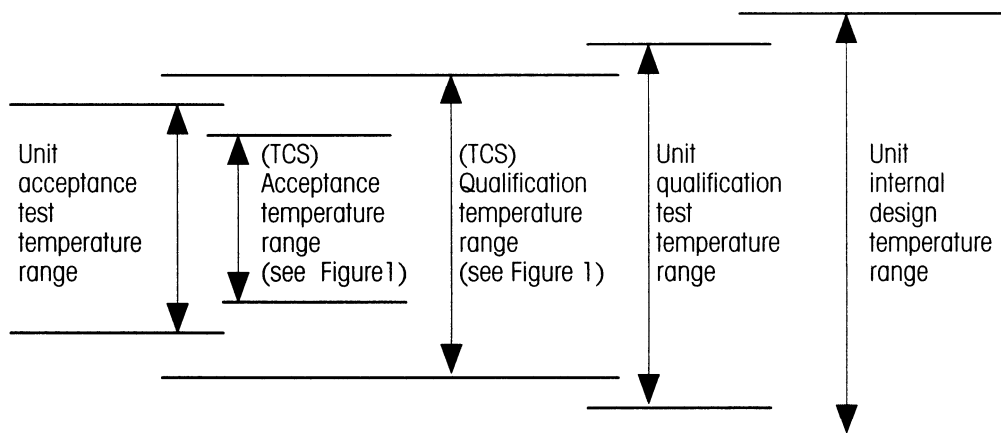 Unit
acceptance
test
temperature
range
(TCS)
Acceptance
temperature
range
(see Figure1)
(TCS)
Qualification
temperature
range
(see Figure 1)
Unit
qualification
test
temperature
range
Unit
internal
design
temperature
range